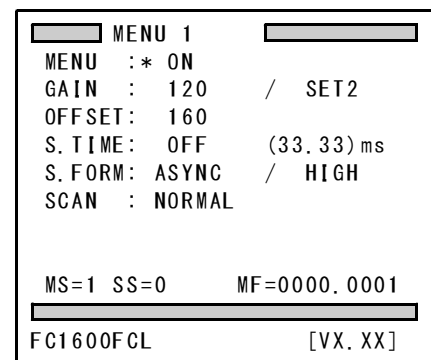 MENU 1
MENU :* ON
GAIN : 120 / SET2
OFFSET: 160
S.TIME: OFF (33.33)ms
S.FORM: ASYNC / HIGH
SCAN : NORMAL
MS=1 SS=0 MF=0000.0001
FC1600FCL [VX.XX]